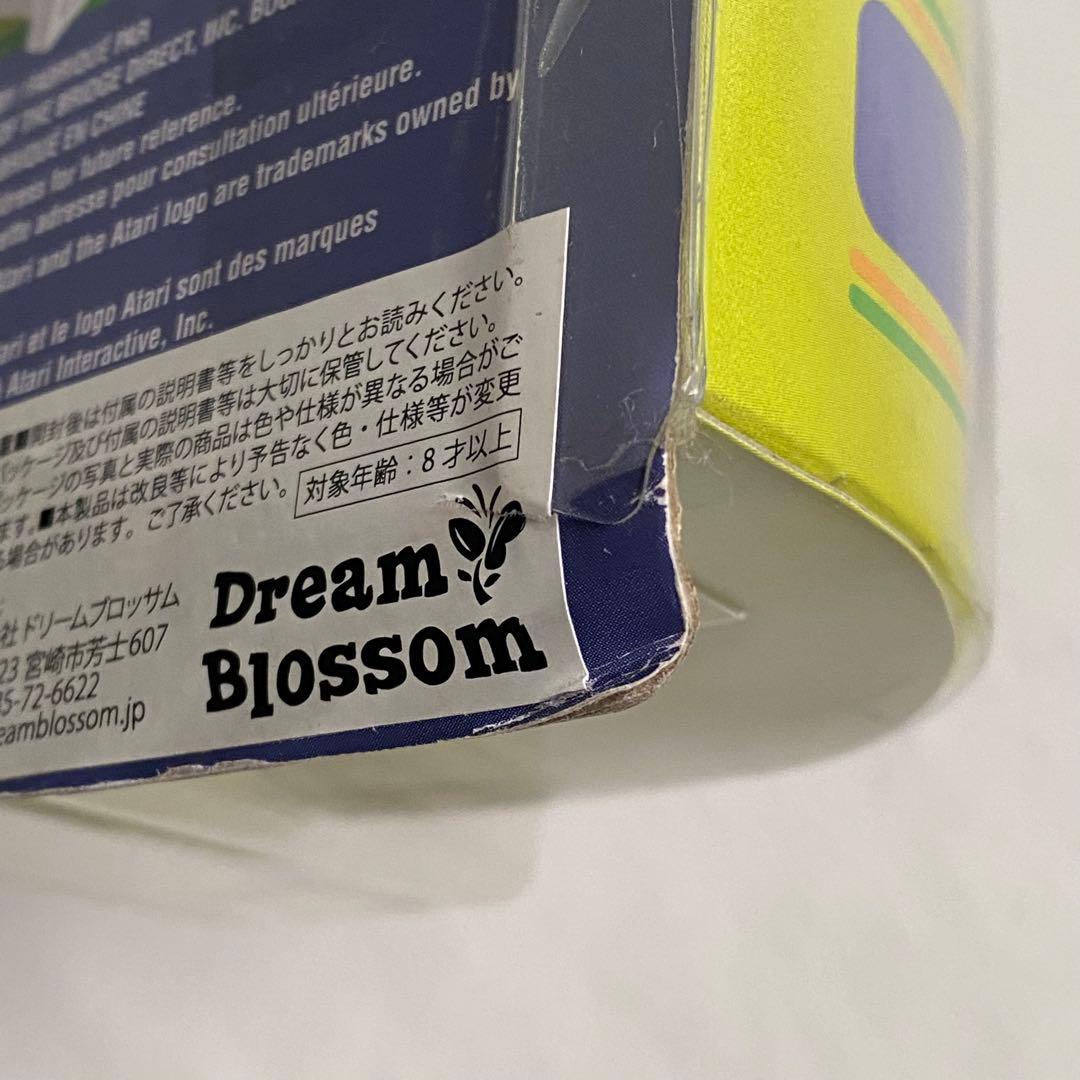 PAR
THE BRIDGE DIRECT, INC.
EN CHINE
for future reference.
adresse pour consultation ultérieure.
Atari and the Atari logo are trademarks owned by
et le logo Atari sont des marques
Atari Interactive, Inc.
■開封後は付属の説明書等をしっかりとお読みください。
パッケージ及び付属の説明書等は大切に保管してください。
ッケージの写真と実際の商品は色や仕様が異なる場合がご
ます。■本製品は改良等により予告なく色・仕様等が変更
る場合があります。ご了承ください。
対象年齢：8才以上
Dream
Blossom
社 ドリームブロッサム
23 宮崎市芳士607
85-72-6622
eamblossom.jp